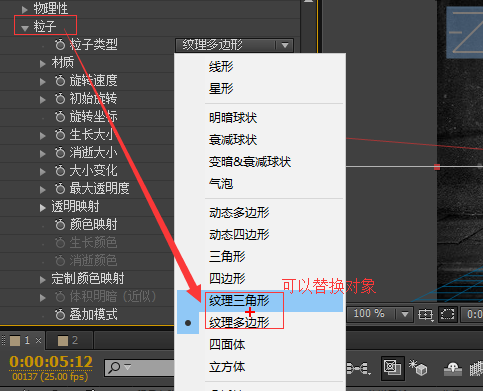 物理性
粒子
粒子类型 纹理多边形
材质
旋转速度
初始旋转
旋转坐标
生长大小
消逝大小
大小变化
最大透明度
透明映射
颜色映射
生长颜色
消逝颜色
定制颜色映射
体积明暗（近似）
叠加模式
线形
星形
明暗球状
衰减球状
变暗&衰减球状
气泡
动态多边形
动态四边形
三角形
四边形
纹理三角形
纹理多边形
四面体
立方体
可以替换对象
100 %
1
2
0:00:05:12
00137 (25.00 fps)